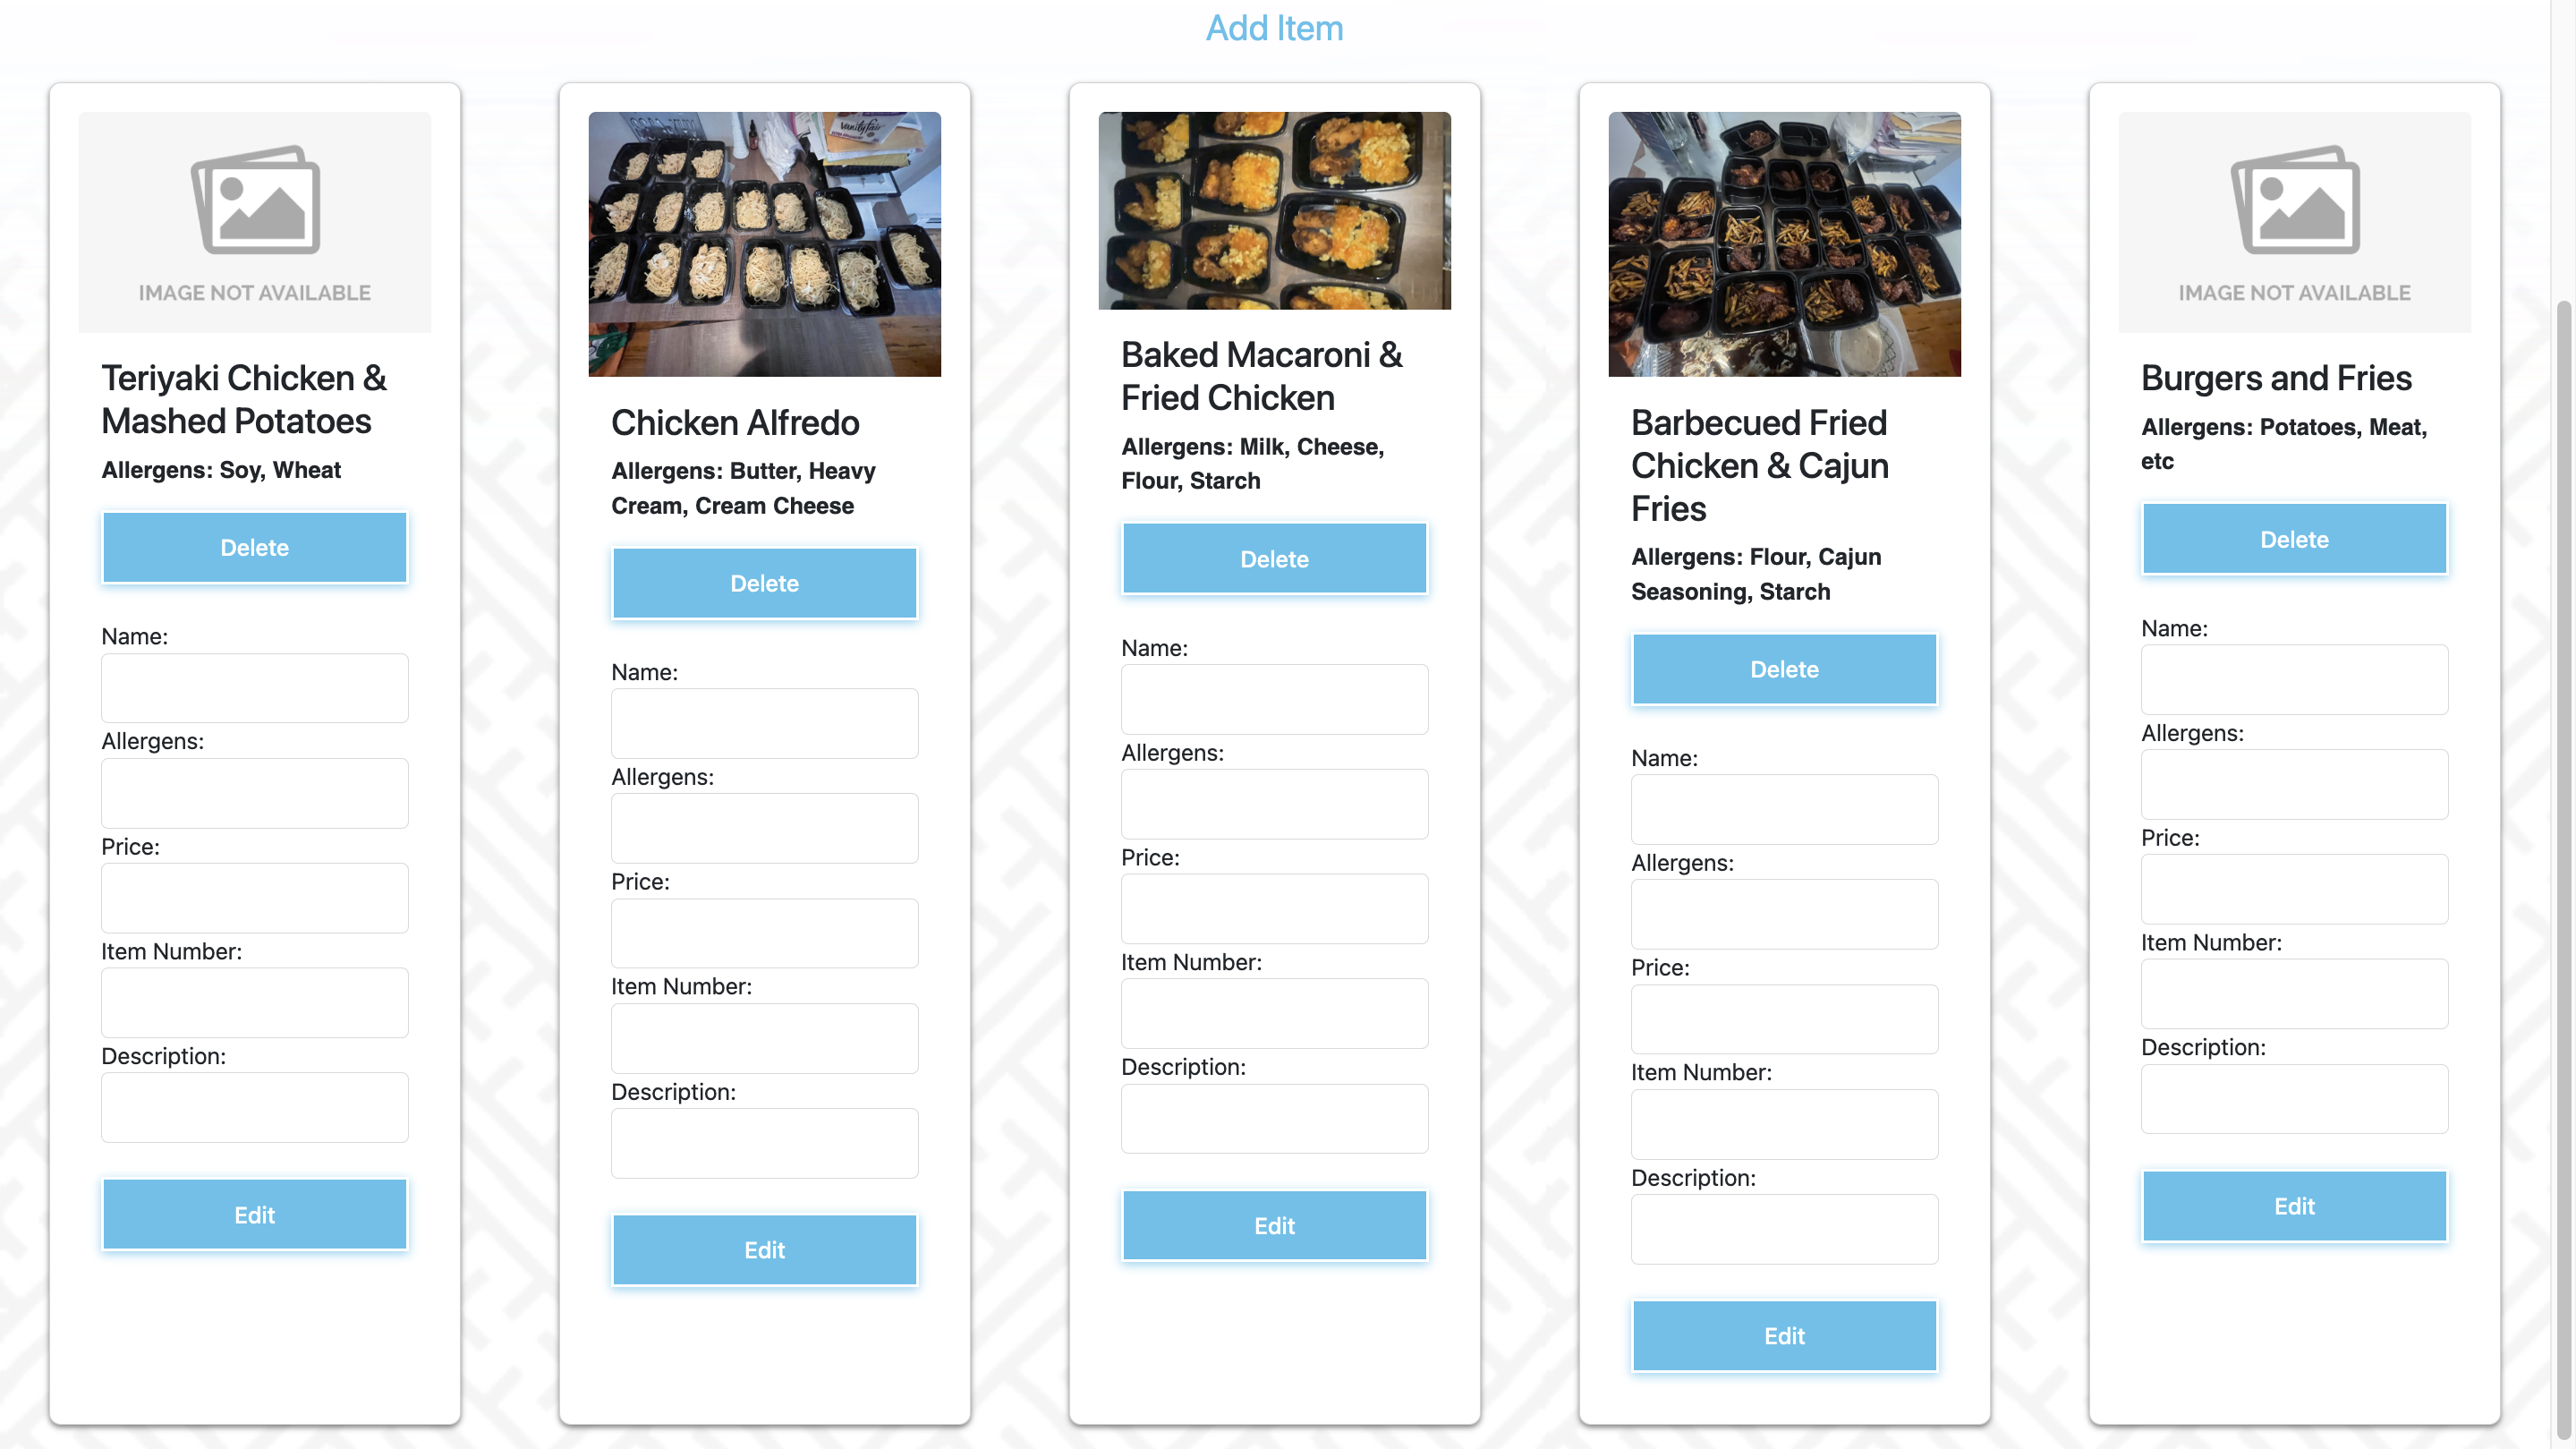 Add Item
IMAGE NOT AVAILABLE
Teriyaki Chicken &
Mashed Potatoes
Allergens: Soy, Wheat
Delete
Name:
Allergens:
Price:
Item Number:
Description:
Edit
vanity fair
Chicken Alfredo
Allergens: Butter, Heavy
Cream, Cream Cheese
Delete
Name:
Allergens:
Price:
Item Number:
Description:
Edit
Baked Macaroni &
Fried Chicken
Allergens: Milk, Cheese,
Flour, Starch
Delete
Name:
Allergens:
Price:
Item Number:
Description:
Edit
Barbecued Fried
Chicken & Cajun
Fries
Allergens: Flour, Cajun
Seasoning, Starch
Delete
Name:
Allergens:
Price:
Item Number:
Description:
Edit
IMAGE NOT AVAILABLE
Burgers and Fries
Allergens: Potatoes, Meat,
etc
Delete
Name:
Allergens:
Price:
Item Number:
Description:
Edit